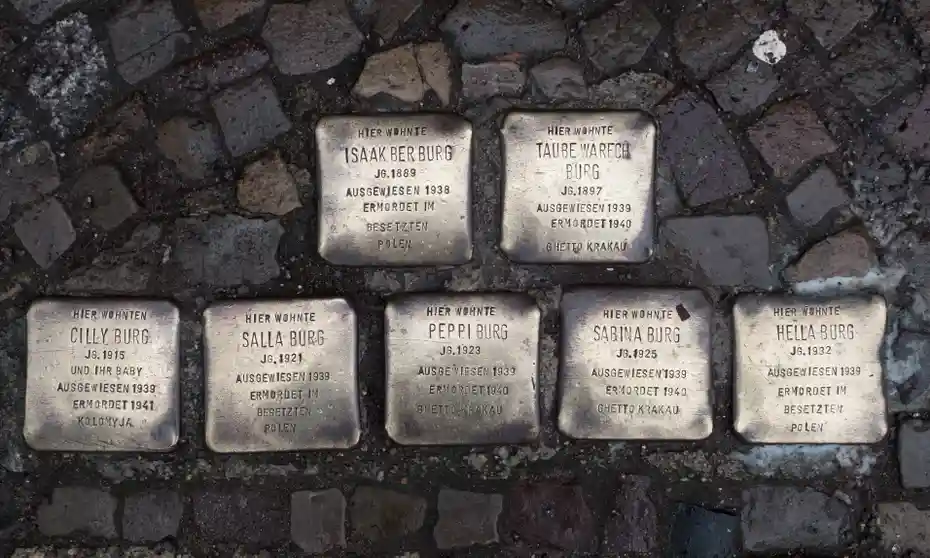 HIER WOHNTE
ISAAK BER BURG
JG. 1889
AUSGEWIESEN 1938
ERMORDET IM
BESETZTEN
POLEN
HIER WOHNTE
TAUBE WARECH
BURG
JG. 1897
AUSGEWIESEN 1939
ERMORDET 1940
GHETTO KRAKAU
HIER WOHNTEN
CILLY BURG
JG. 1915
UND IHR BABY
AUSGEWIESEN 1939
ERMORDET 1941
KOLOMYJA
HIER WOHNTE
SALLA BURG
JG. 1921
AUSGEWIESEN 1939
ERMORDET IM
BESETZTEN
POLEN
HIER WOHNTE
PEPPI BURG
JG. 1923
AUSGEWIESEN 1939
ERMORDET 1940
GHETTO KRAKAU
HIER WOHNTE
SABINA BURG
JG. 1925
AUSGEWIESEN 1939
ERMORDET 1940
GHETTO KRAKAU
HIER WOHNTE
HELLA BURG
JG. 1932
AUSGEWIESEN 1939
ERMORDET IM
BESETZTEN
POLEN